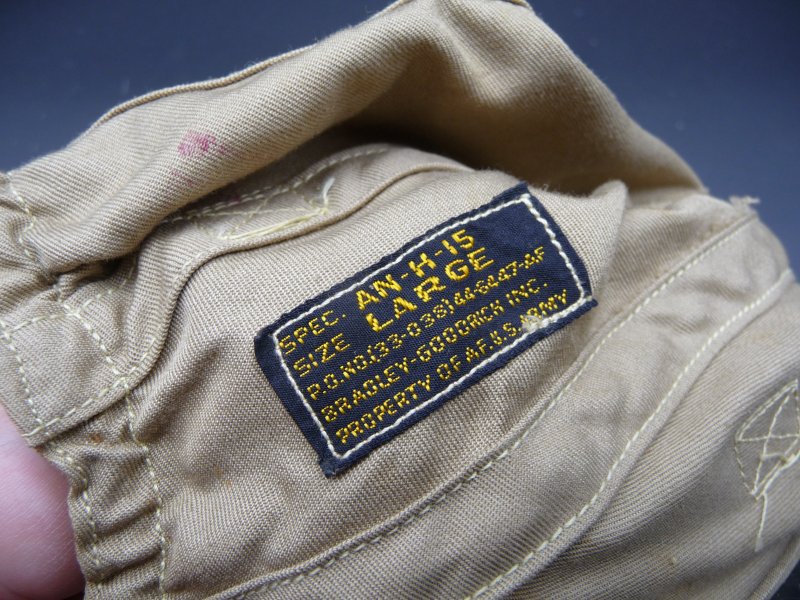 SPEC. AN-H-15
SIZE LARGE
P.O.NO.(33-038)44-6447-AF
BRADLEY-GOODRICH INC.
PROPERTY OF A.F.U.S.ARMY